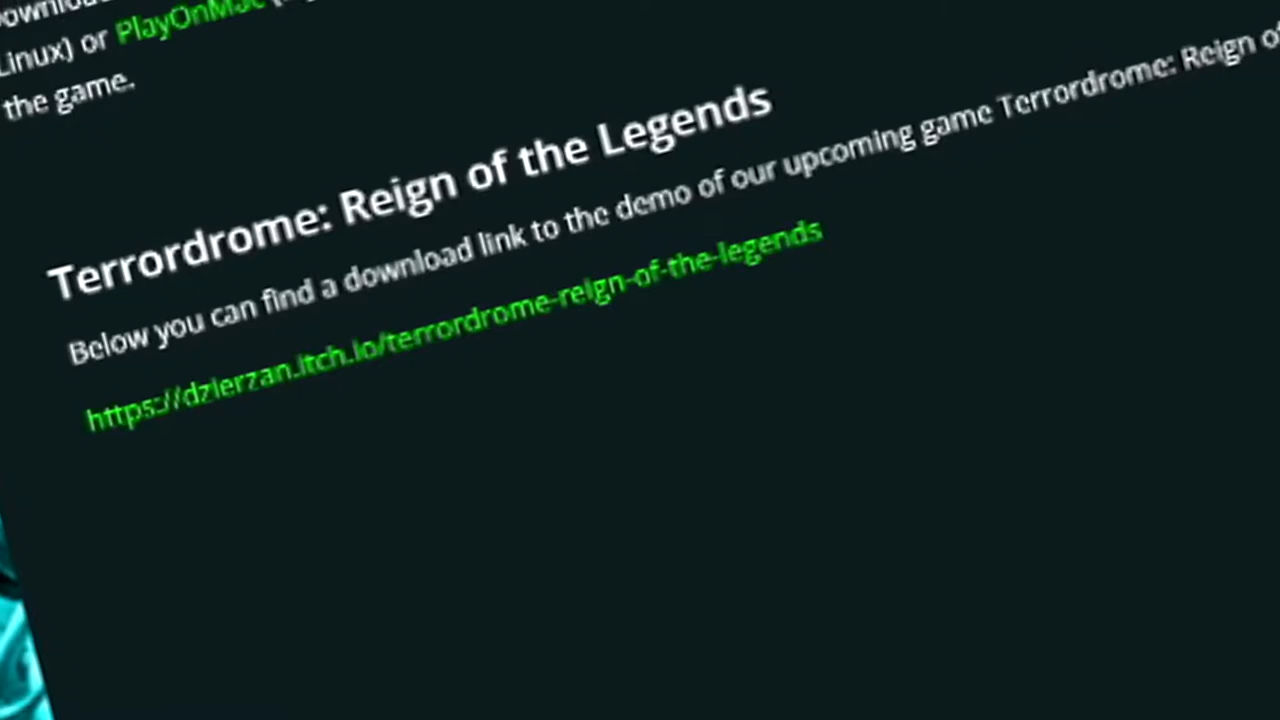 Linux) or PlayOnMac
the game.
Terrordrome: Reign of the Legends
Below you can find a download link to the demo of our upcoming game Terrordrome: Reign of
https://dzierzan.itch.io/terrordrome-reign-of-the-legends